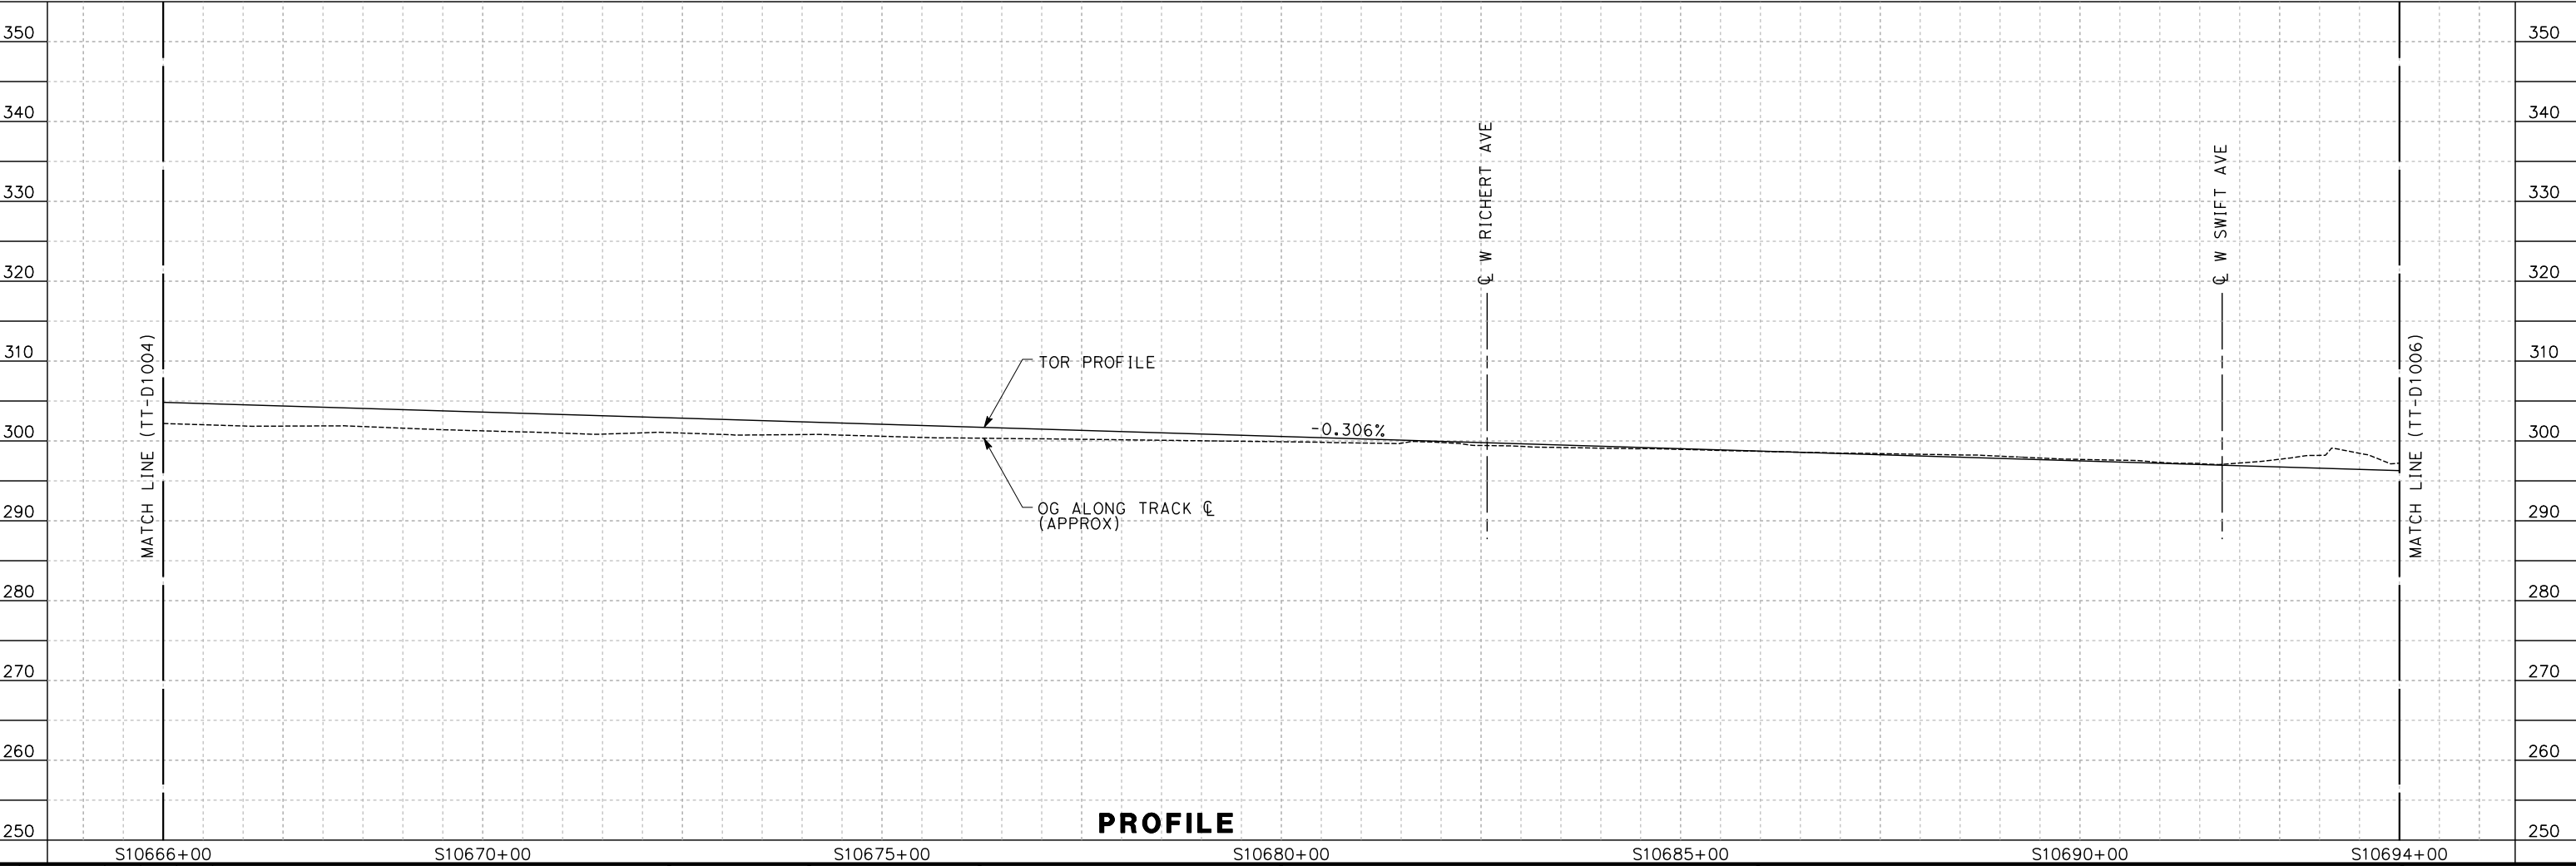 350 350
340 340
330 330
320 320
310 310
300 300
290 290
280 280
270 270
260 260
250 250
MATCH LINE (TT-D1004)
TOR PROFILE
OG ALONG TRACK ℄
(APPROX)
-0.306%
℄ W RICHERT AVE
℄ W SWIFT AVE
MATCH LINE (TT-D1006)
PROFILE
S10666+00 S10670+00 S10675+00 S10680+00 S10685+00 S10690+00 S10694+00